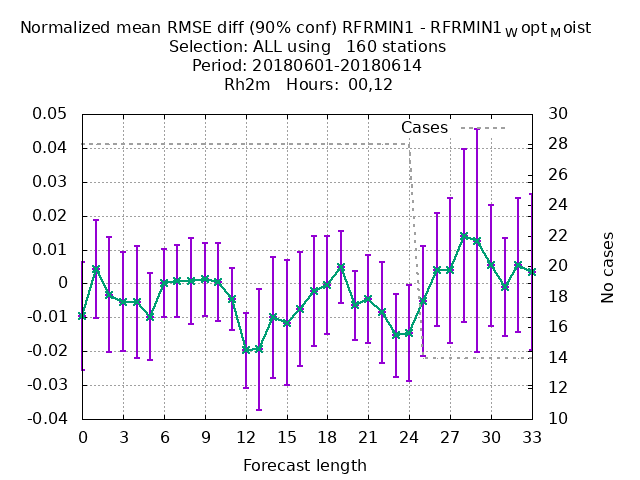 Normalized mean RMSE diff (90% conf) RFRMIN1 - RFRMIN1WoptMoist
Selection: ALL using 160 stations
Period: 20180601-20180614
Rh2m Hours: 00,12
Cases
0.05
0.04
0.03
0.02
0.01
0
-0.01
-0.02
-0.03
-0.04
30
28
26
24
22
20
18
16
14
12
10
No cases
0 3 6 9 12 15 18 21 24 27 30 33
Forecast length